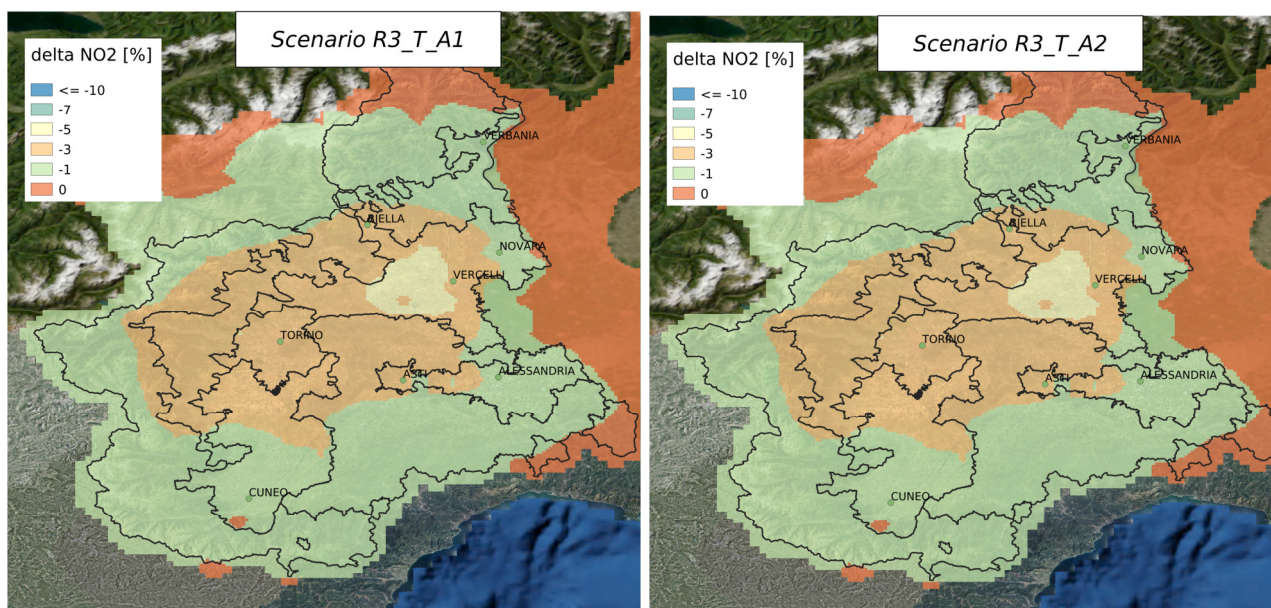 Scenario R3_T_A1
delta NO2 [%]
<= -10
-7
-5
-3
-1
0
VERBANIA
BIELLA
NOVARA
VERCELLI
TORINO
ASTI
ALESSANDRIA
CUNEO
Scenario R3_T_A2
delta NO2 [%]
<= -10
-7
-5
-3
-1
0
VERBANIA
BIELLA
NOVARA
VERCELLI
TORINO
ASTI
ALESSANDRIA
CUNEO